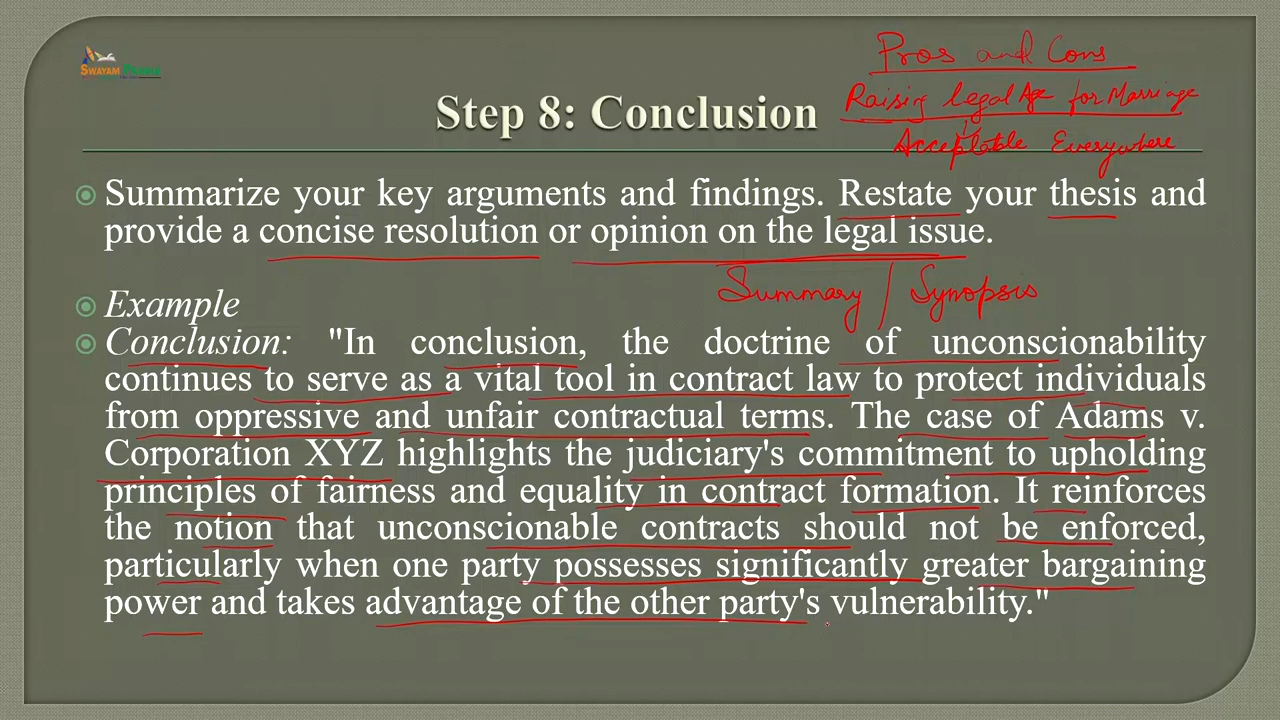 SWAYAM PRABHA
Pros and Cons
Raising legal Age for Marriage
Acceptable Everywhere
Step 8: Conclusion
Summarize your key arguments and findings. Restate your thesis and
provide a concise resolution or opinion on the legal issue.
Summary / Synopsis
Example
Conclusion: "In conclusion, the doctrine of unconscionability
continues to serve as a vital tool in contract law to protect individuals
from oppressive and unfair contractual terms. The case of Adams v.
Corporation XYZ highlights the judiciary's commitment to upholding
principles of fairness and equality in contract formation. It reinforces
the notion that unconscionable contracts should not be enforced,
particularly when one party possesses significantly greater bargaining
power and takes advantage of the other party's vulnerability."